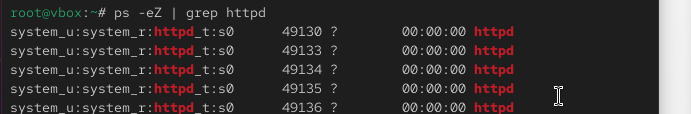 root@vbox:~# ps -eZ | grep httpd
system_u:system_r:httpd_t:s0    49130 ?        00:00:00 httpd
system_u:system_r:httpd_t:s0    49133 ?        00:00:00 httpd
system_u:system_r:httpd_t:s0    49134 ?        00:00:00 httpd
system_u:system_r:httpd_t:s0    49135 ?        00:00:00 httpd
system_u:system_r:httpd_t:s0    49136 ?        00:00:00 httpd